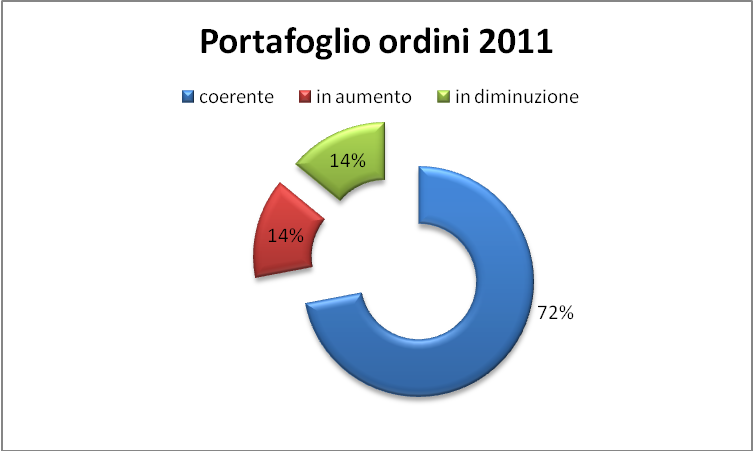 Portafoglio ordini 2011
coerente in aumento in diminuzione
14%
14%
72%